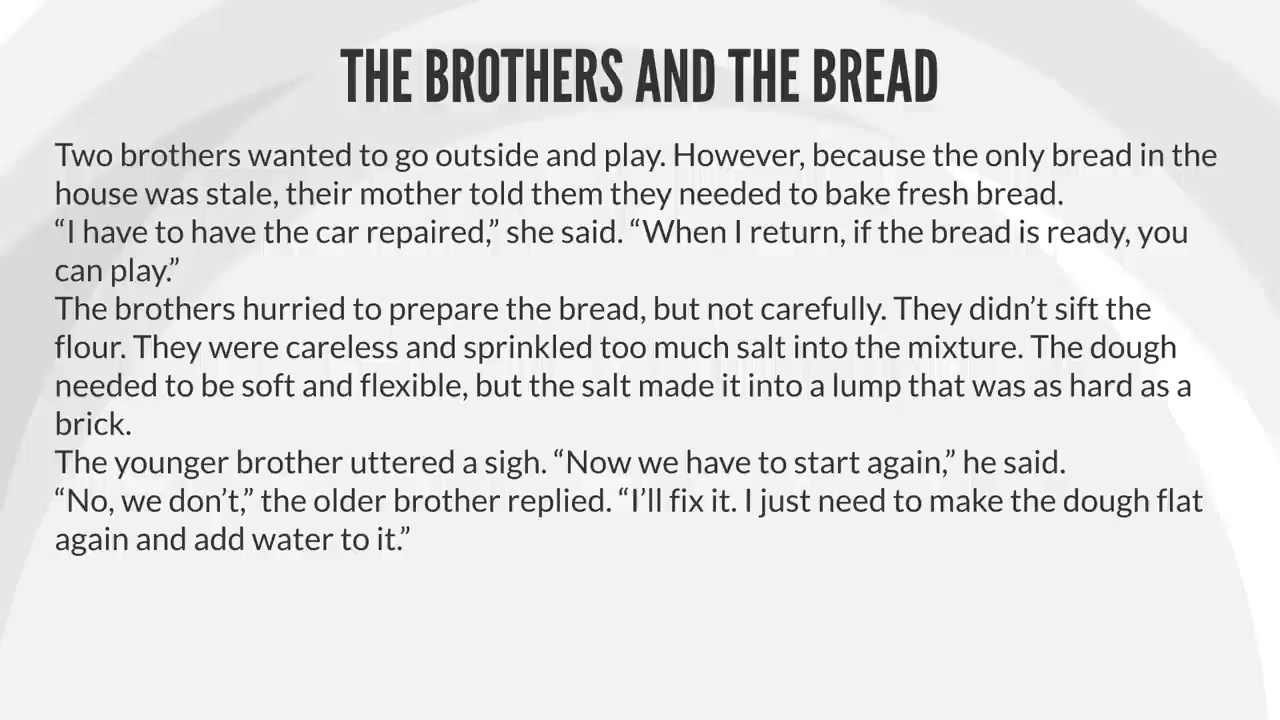 THE BROTHERS AND THE BREAD
Two brothers wanted to go outside and play. However, because the only bread in the
house was stale, their mother told them they needed to bake fresh bread.
“I have to have the car repaired,” she said. “When I return, if the bread is ready, you
can play.”
The brothers hurried to prepare the bread, but not carefully. They didn’t sift the
flour. They were careless and sprinkled too much salt into the mixture. The dough
needed to be soft and flexible, but the salt made it into a lump that was as hard as a
brick.
The younger brother uttered a sigh. “Now we have to start again,” he said.
“No, we don’t,” the older brother replied. “I’ll fix it. I just need to make the dough flat
again and add water to it.”